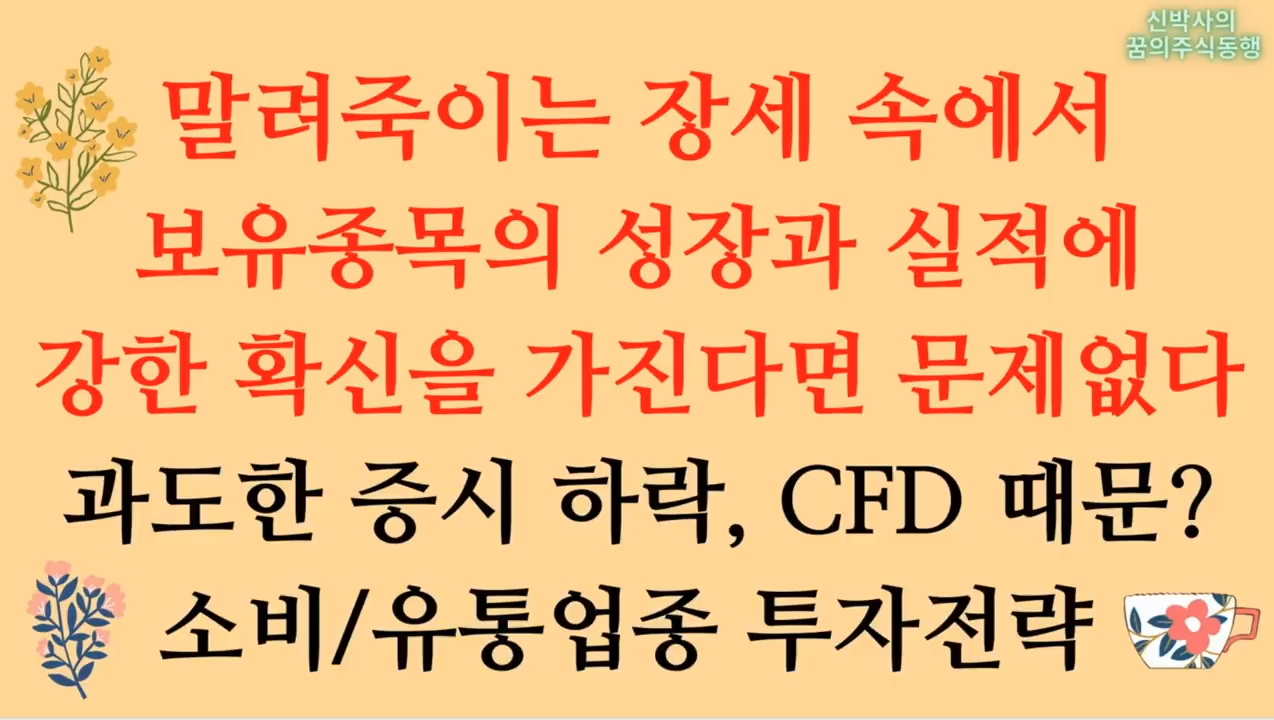 신박사의
꿈의주식동행
말려죽이는 장세 속에서
보유종목의 성장과 실적에
강한 확신을 가진다면 문제없다
과도한 증시 하락, CFD 때문?
소비/유통업종 투자전략